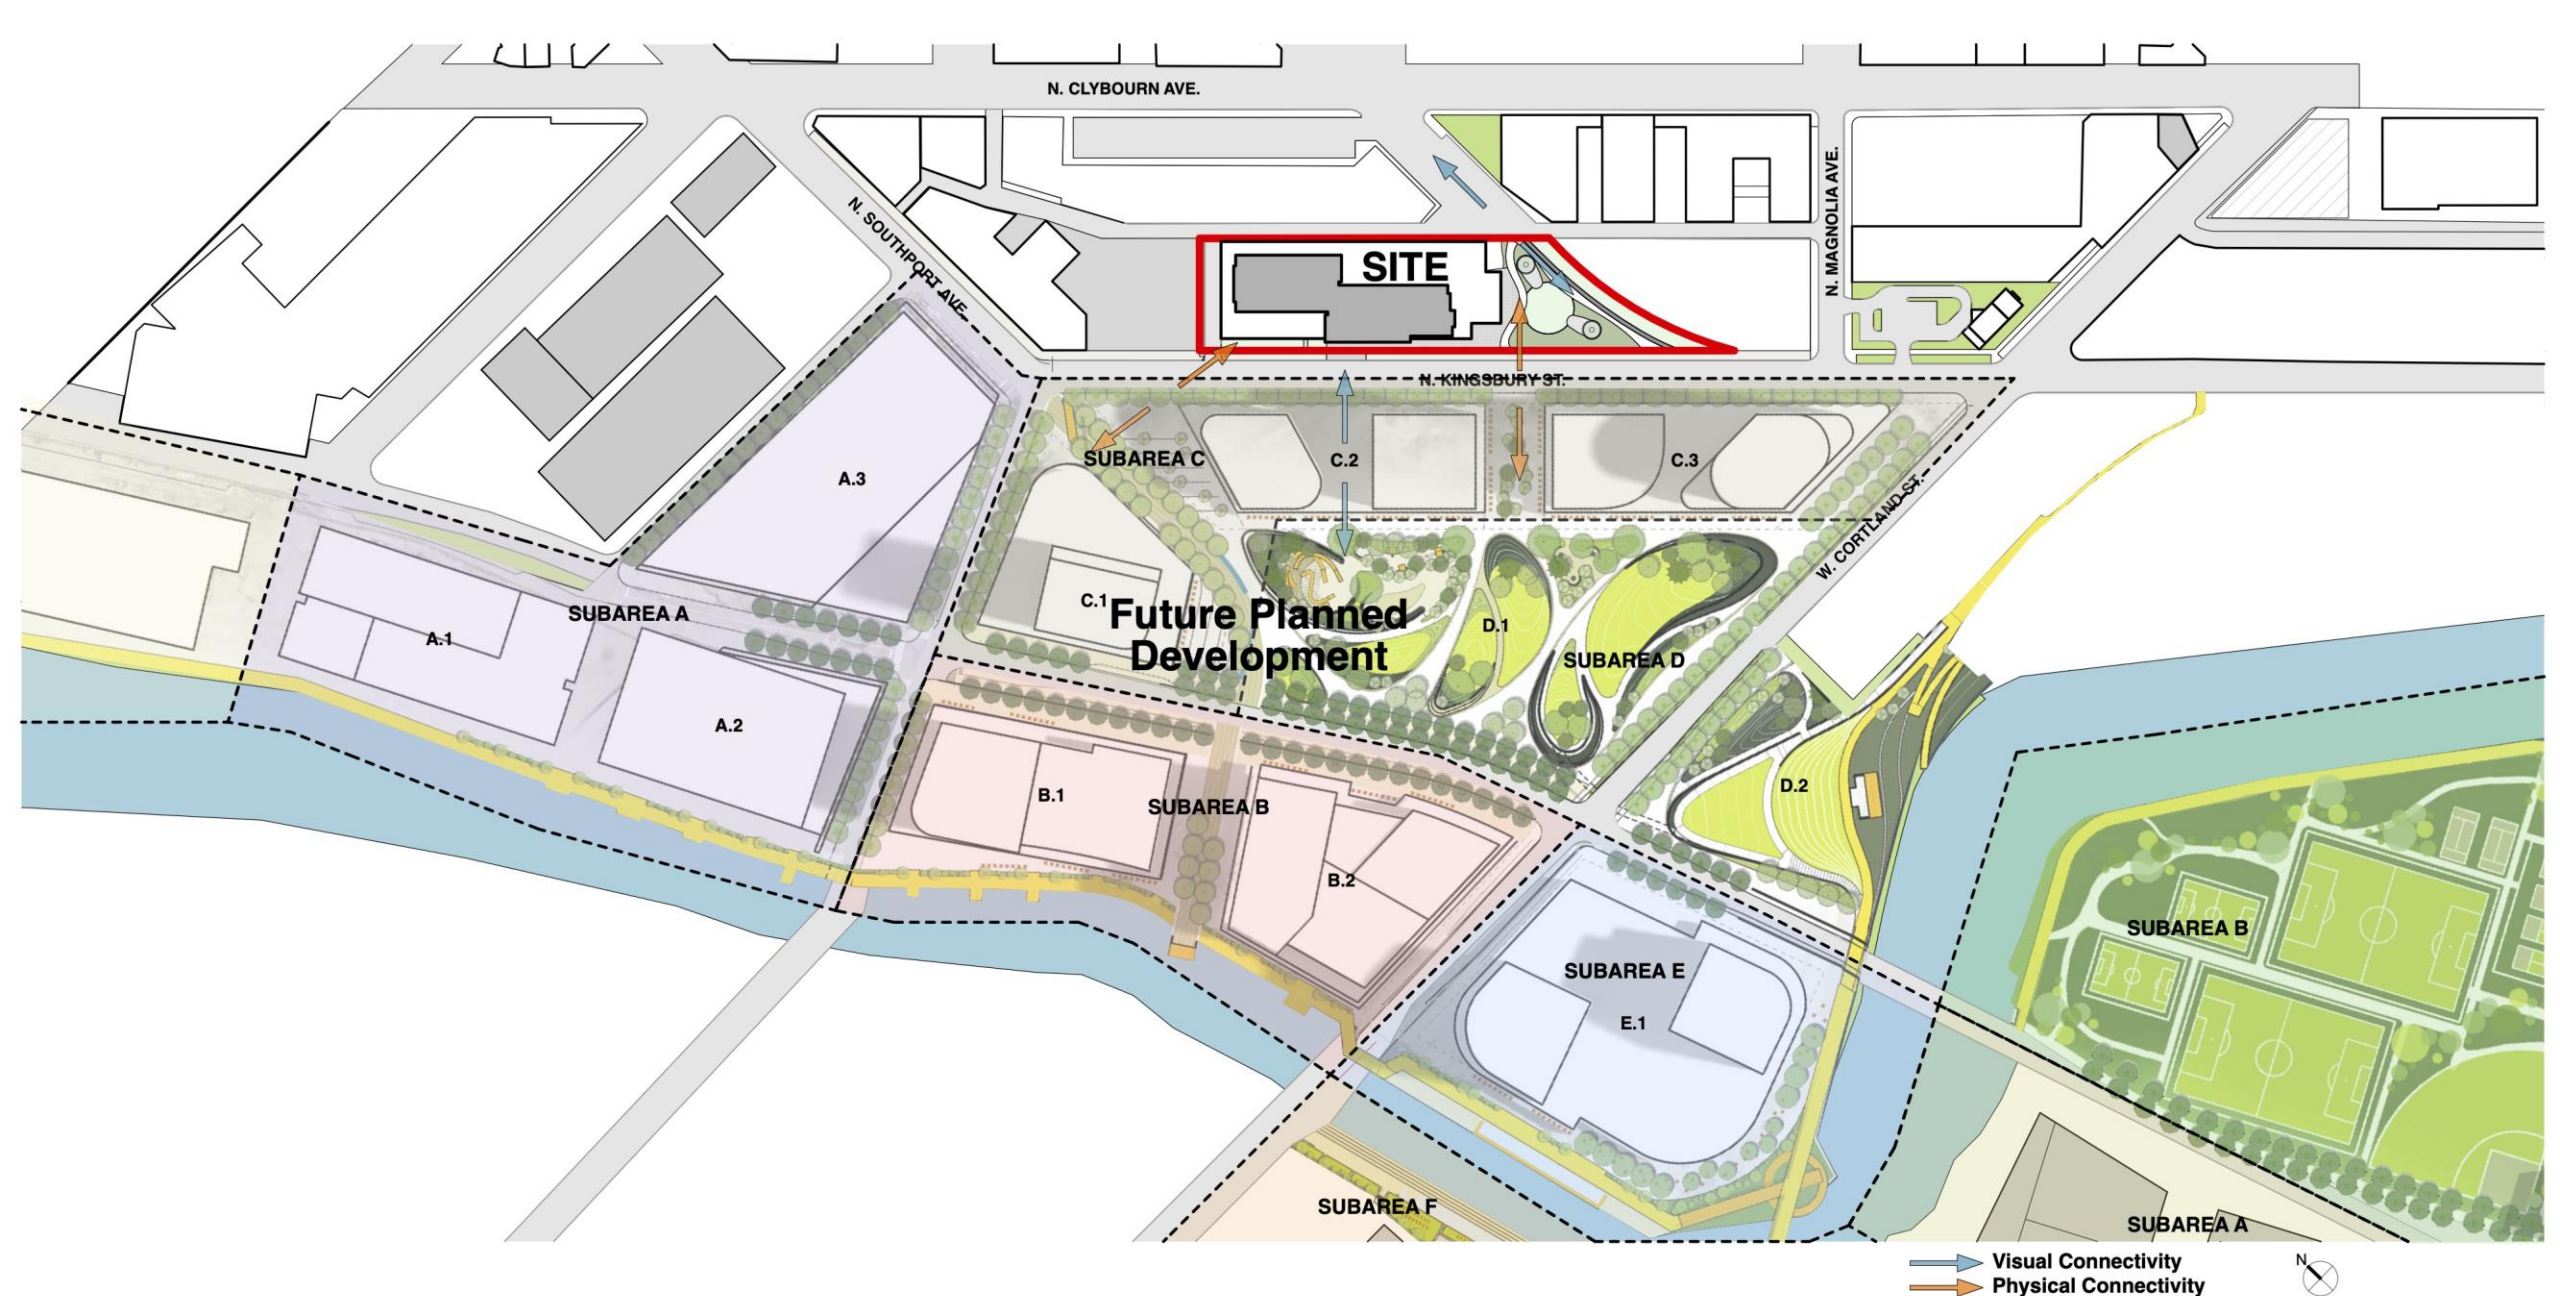 N. CLYBOURN AVE.
N. SOUTHPORT AVE.
N. MAGNOLIA AVE.
SITE
N. KINGSBURY ST.
SUBAREA C
C.2
C.3
A.3
W. CORTLAND ST.
C.1
Future Planned
Development
D.1
SUBAREA D
SUBAREA A
A.1
A.2
B.1
SUBAREA B
D.2
B.2
SUBAREA B
SUBAREA E
E.1
SUBAREA F
SUBAREA A
Visual Connectivity
Physical Connectivity
N